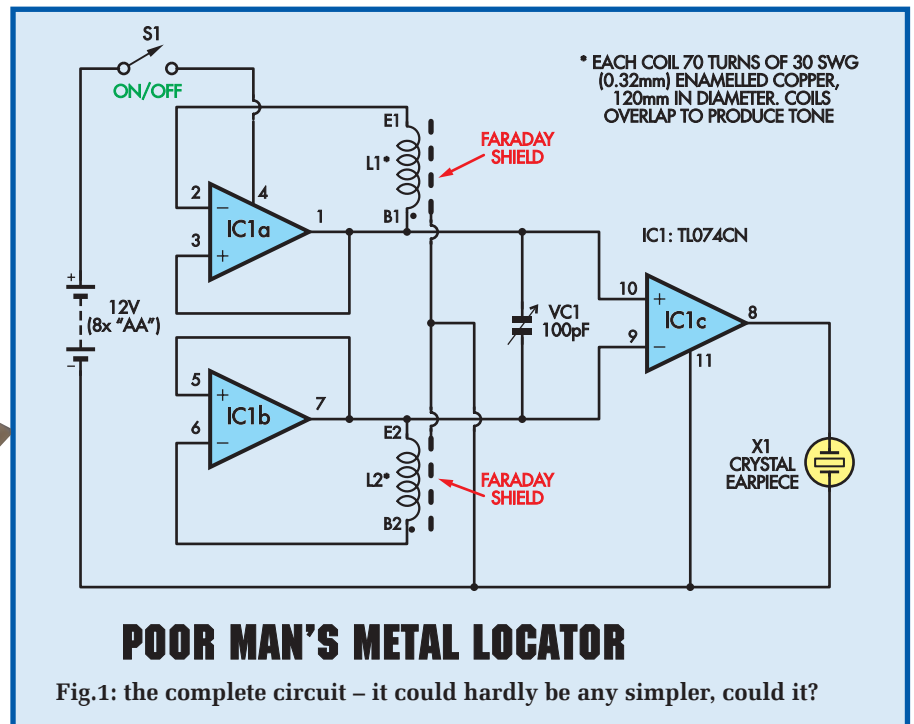 S1
ON/OFF
* EACH COIL 70 TURNS OF 30 SWG
(0.32mm) ENAMELLED COPPER,
120mm IN DIAMETER. COILS
OVERLAP TO PRODUCE TONE
E1
L1*
B1
FARADAY
SHIELD
2
3
4
1
−
+
IC1a
IC1: TL074CN
+
12V
(8x “AA”)
−
VC1
100pF
10
9
8
11
+
−
IC1c
5
6
7
+
−
IC1b
E2
L2*
B2
FARADAY
SHIELD
X1
CRYSTAL
EARPIECE
POOR MAN'S METAL LOCATOR
Fig.1: the complete circuit – it could hardly be any simpler, could it?